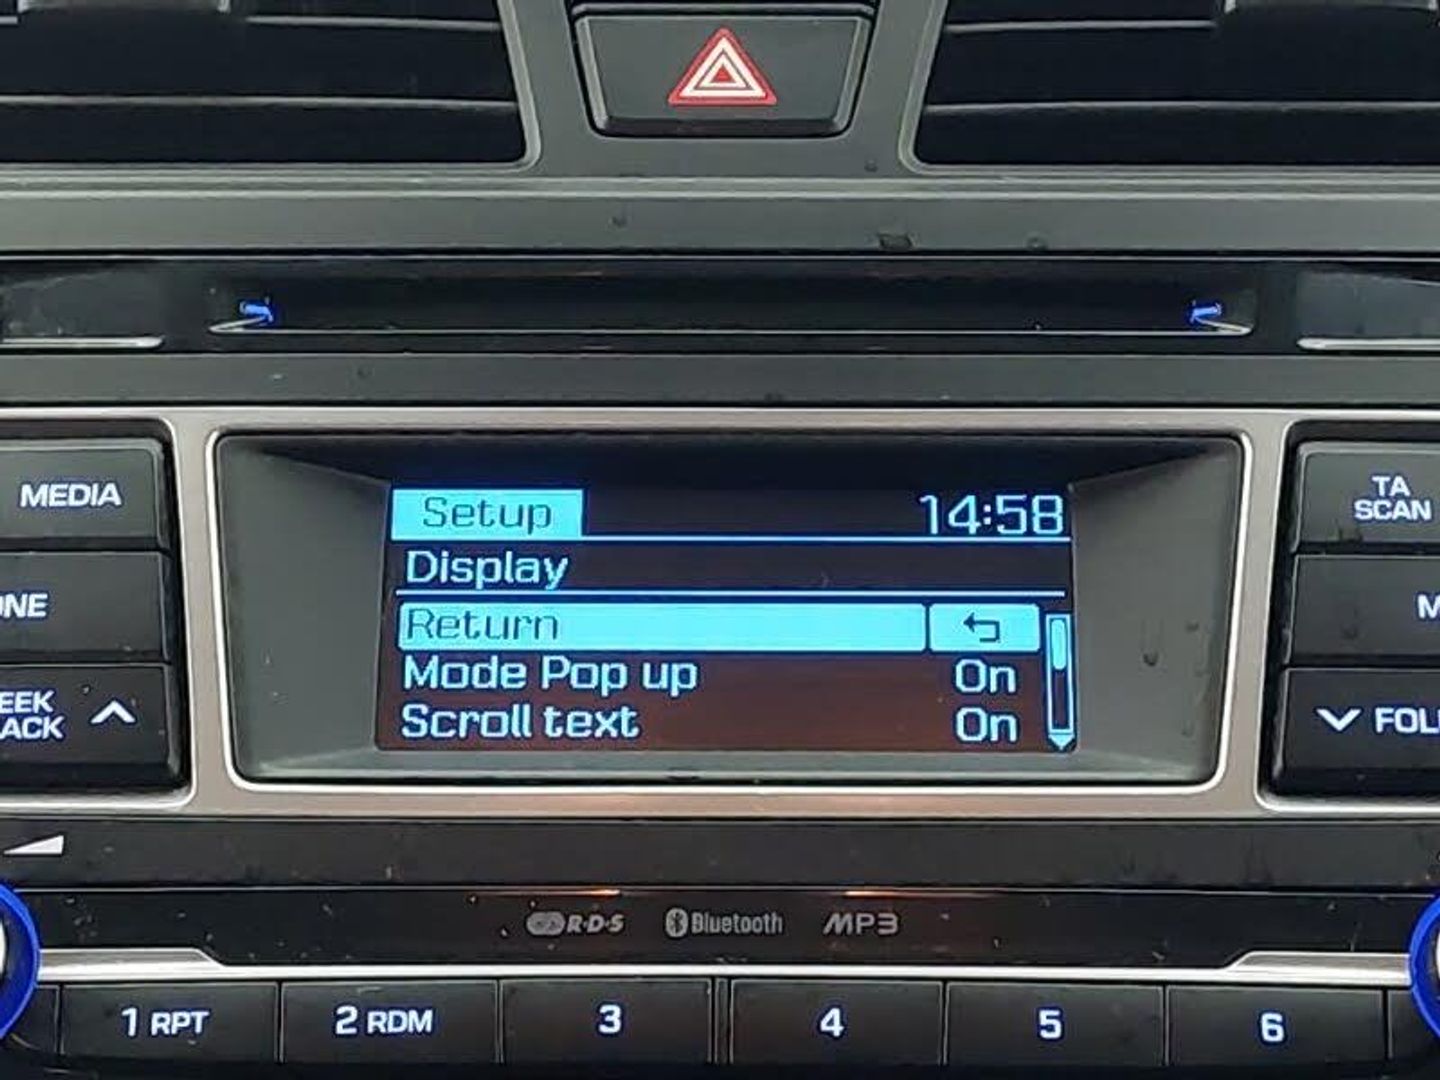 MEDIA
TA
SCAN
Setup 14:58
Display
Return
Mode Pop up On
Scroll text On
R·D·S Bluetooth MP3
1 RPT 2 RDM 3 4 5 6